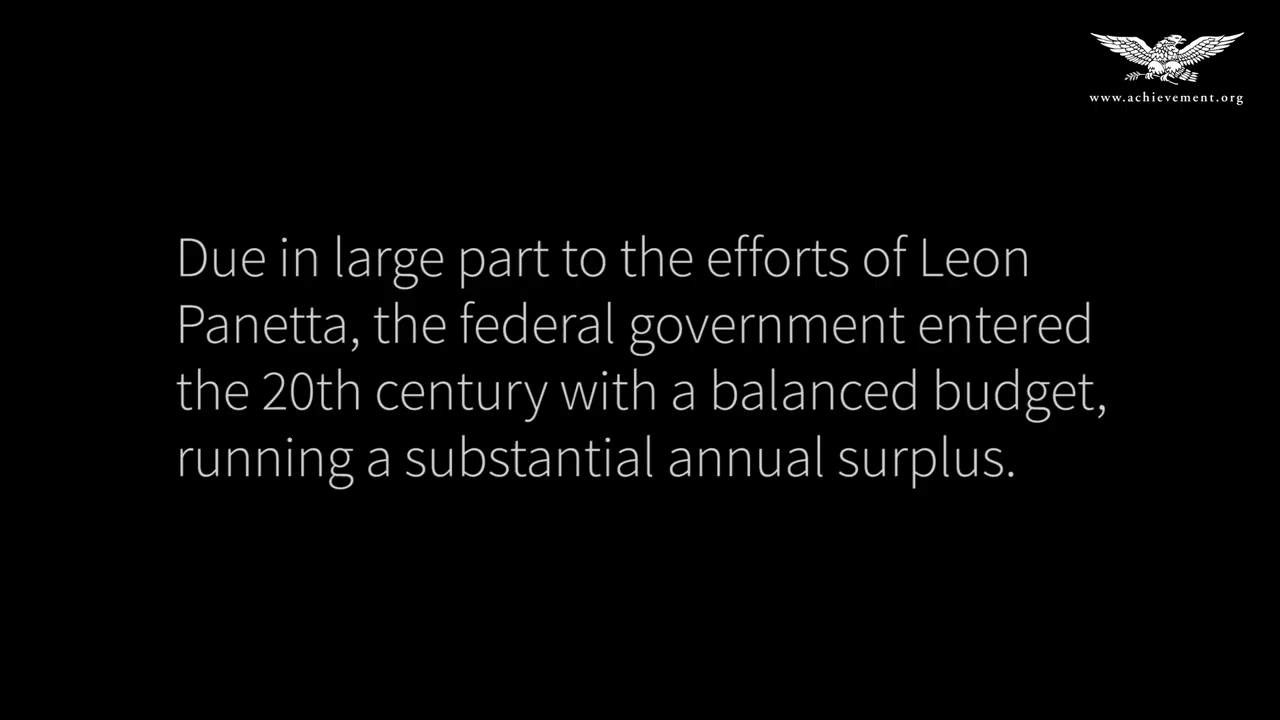 www.achievement.org
Due in large part to the efforts of Leon
Panetta, the federal government entered
the 20th century with a balanced budget,
running a substantial annual surplus.